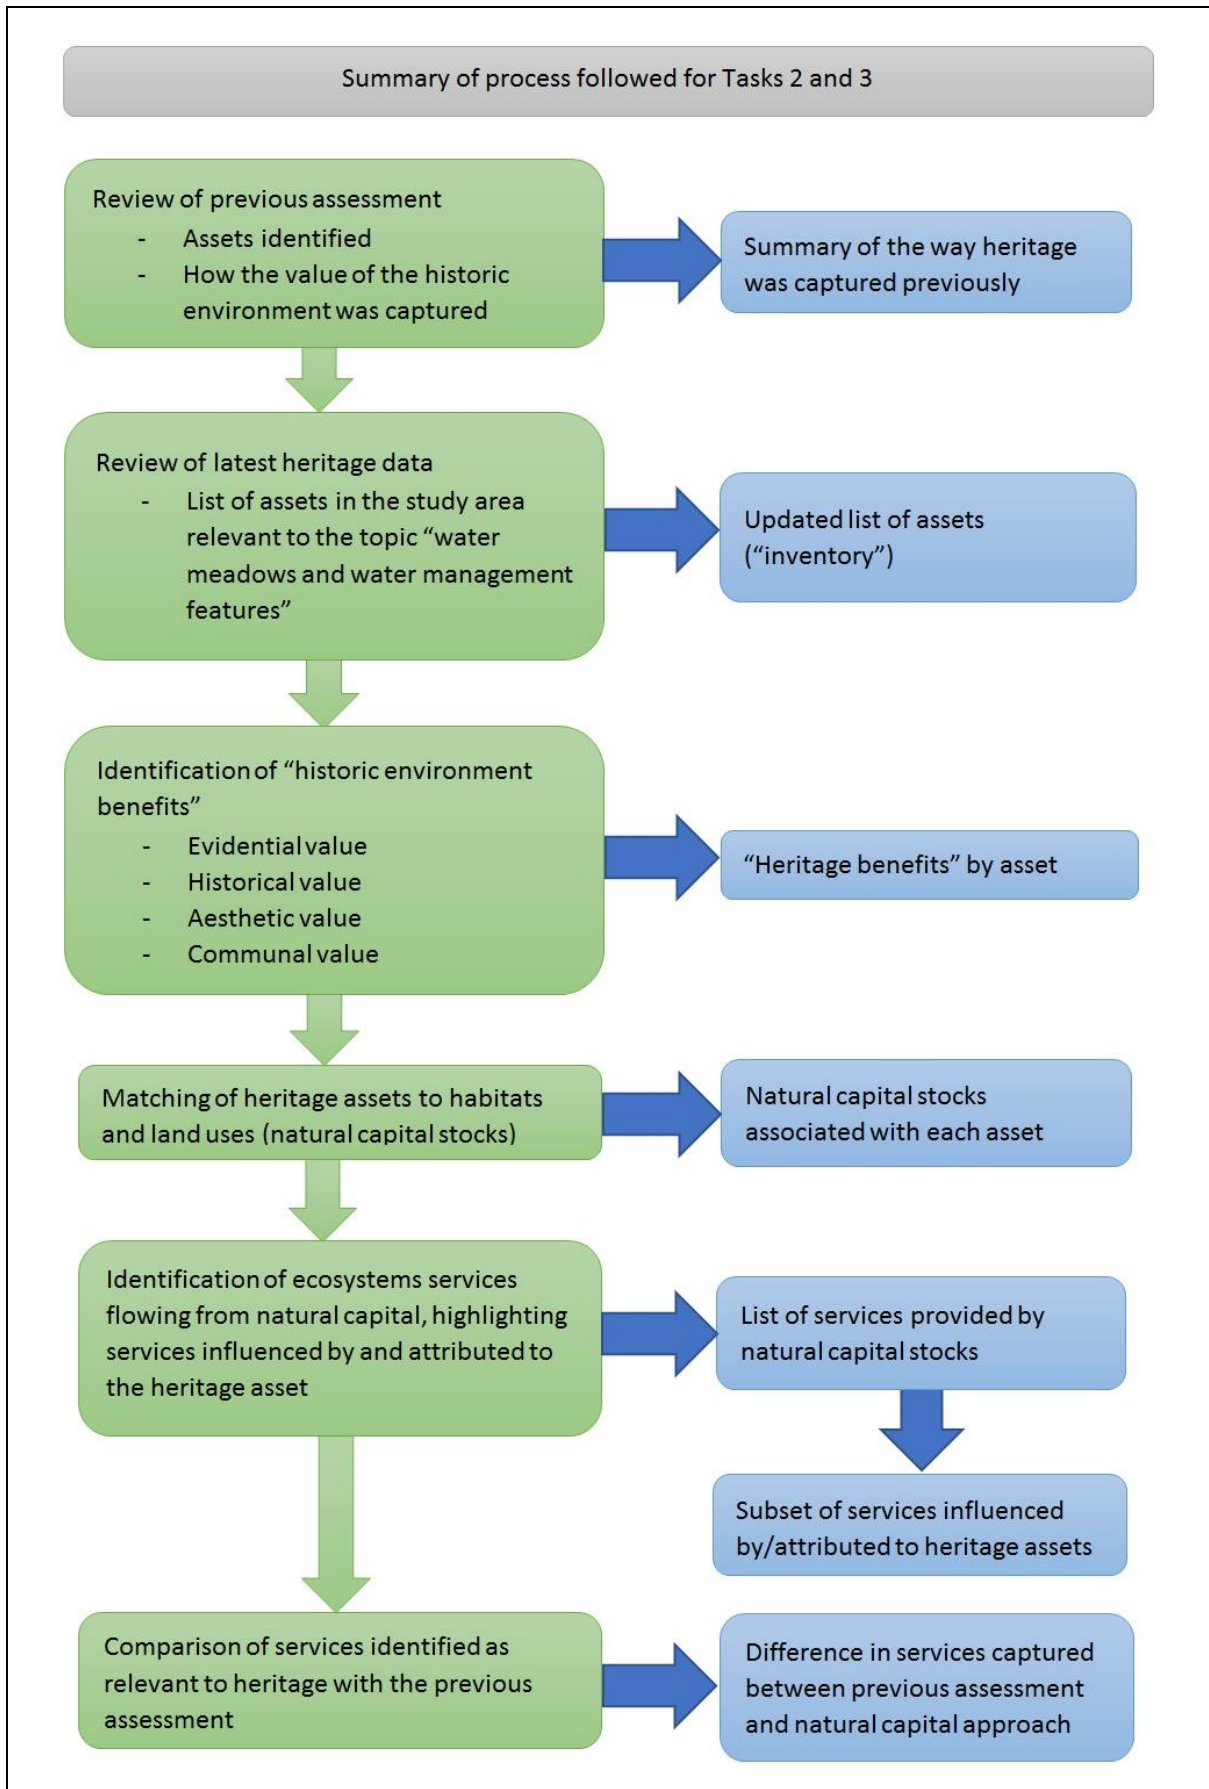 Summary of process followed for Tasks 2 and 3
Review of previous assessment
- Assets identified
- How the value of the historic
environment was captured
Summary of the way heritage
was captured previously
Review of latest heritage data
- List of assets in the study area
relevant to the topic “water
meadows and water management
features”
Updated list of assets
(“inventory”)
Identification of “historic environment
benefits”
- Evidential value
- Historical value
- Aesthetic value
- Communal value
“Heritage benefits” by asset
Matching of heritage assets to habitats
and land uses (natural capital stocks)
Natural capital stocks
associated with each asset
Identification of ecosystems services
flowing from natural capital, highlighting
services influenced by and attributed to
the heritage asset
List of services provided by
natural capital stocks
Subset of services influenced
by/attributed to heritage assets
Comparison of services identified as
relevant to heritage with the previous
assessment
Difference in services captured
between previous assessment
and natural capital approach